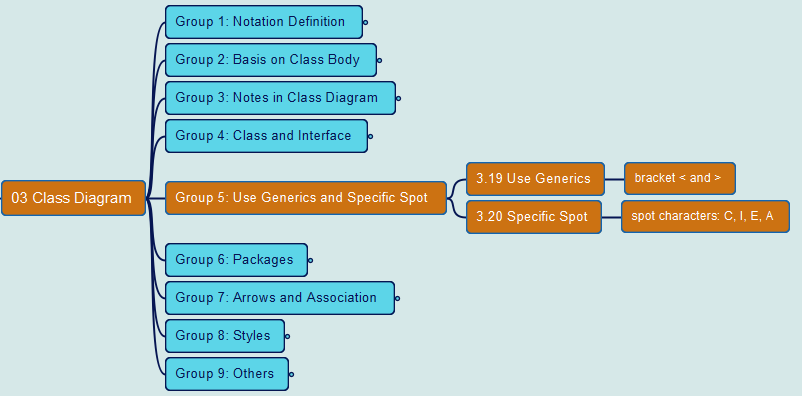 Group 1: Notation Definition
Group 2: Basis on Class Body
Group 3: Notes in Class Diagram
Group 4: Class and Interface
03 Class Diagram
Group 5: Use Generics and Specific Spot
3.19 Use Generics
bracket < and >
3.20 Specific Spot
spot characters: C, I, E, A
Group 6: Packages
Group 7: Arrows and Association
Group 8: Styles
Group 9: Others